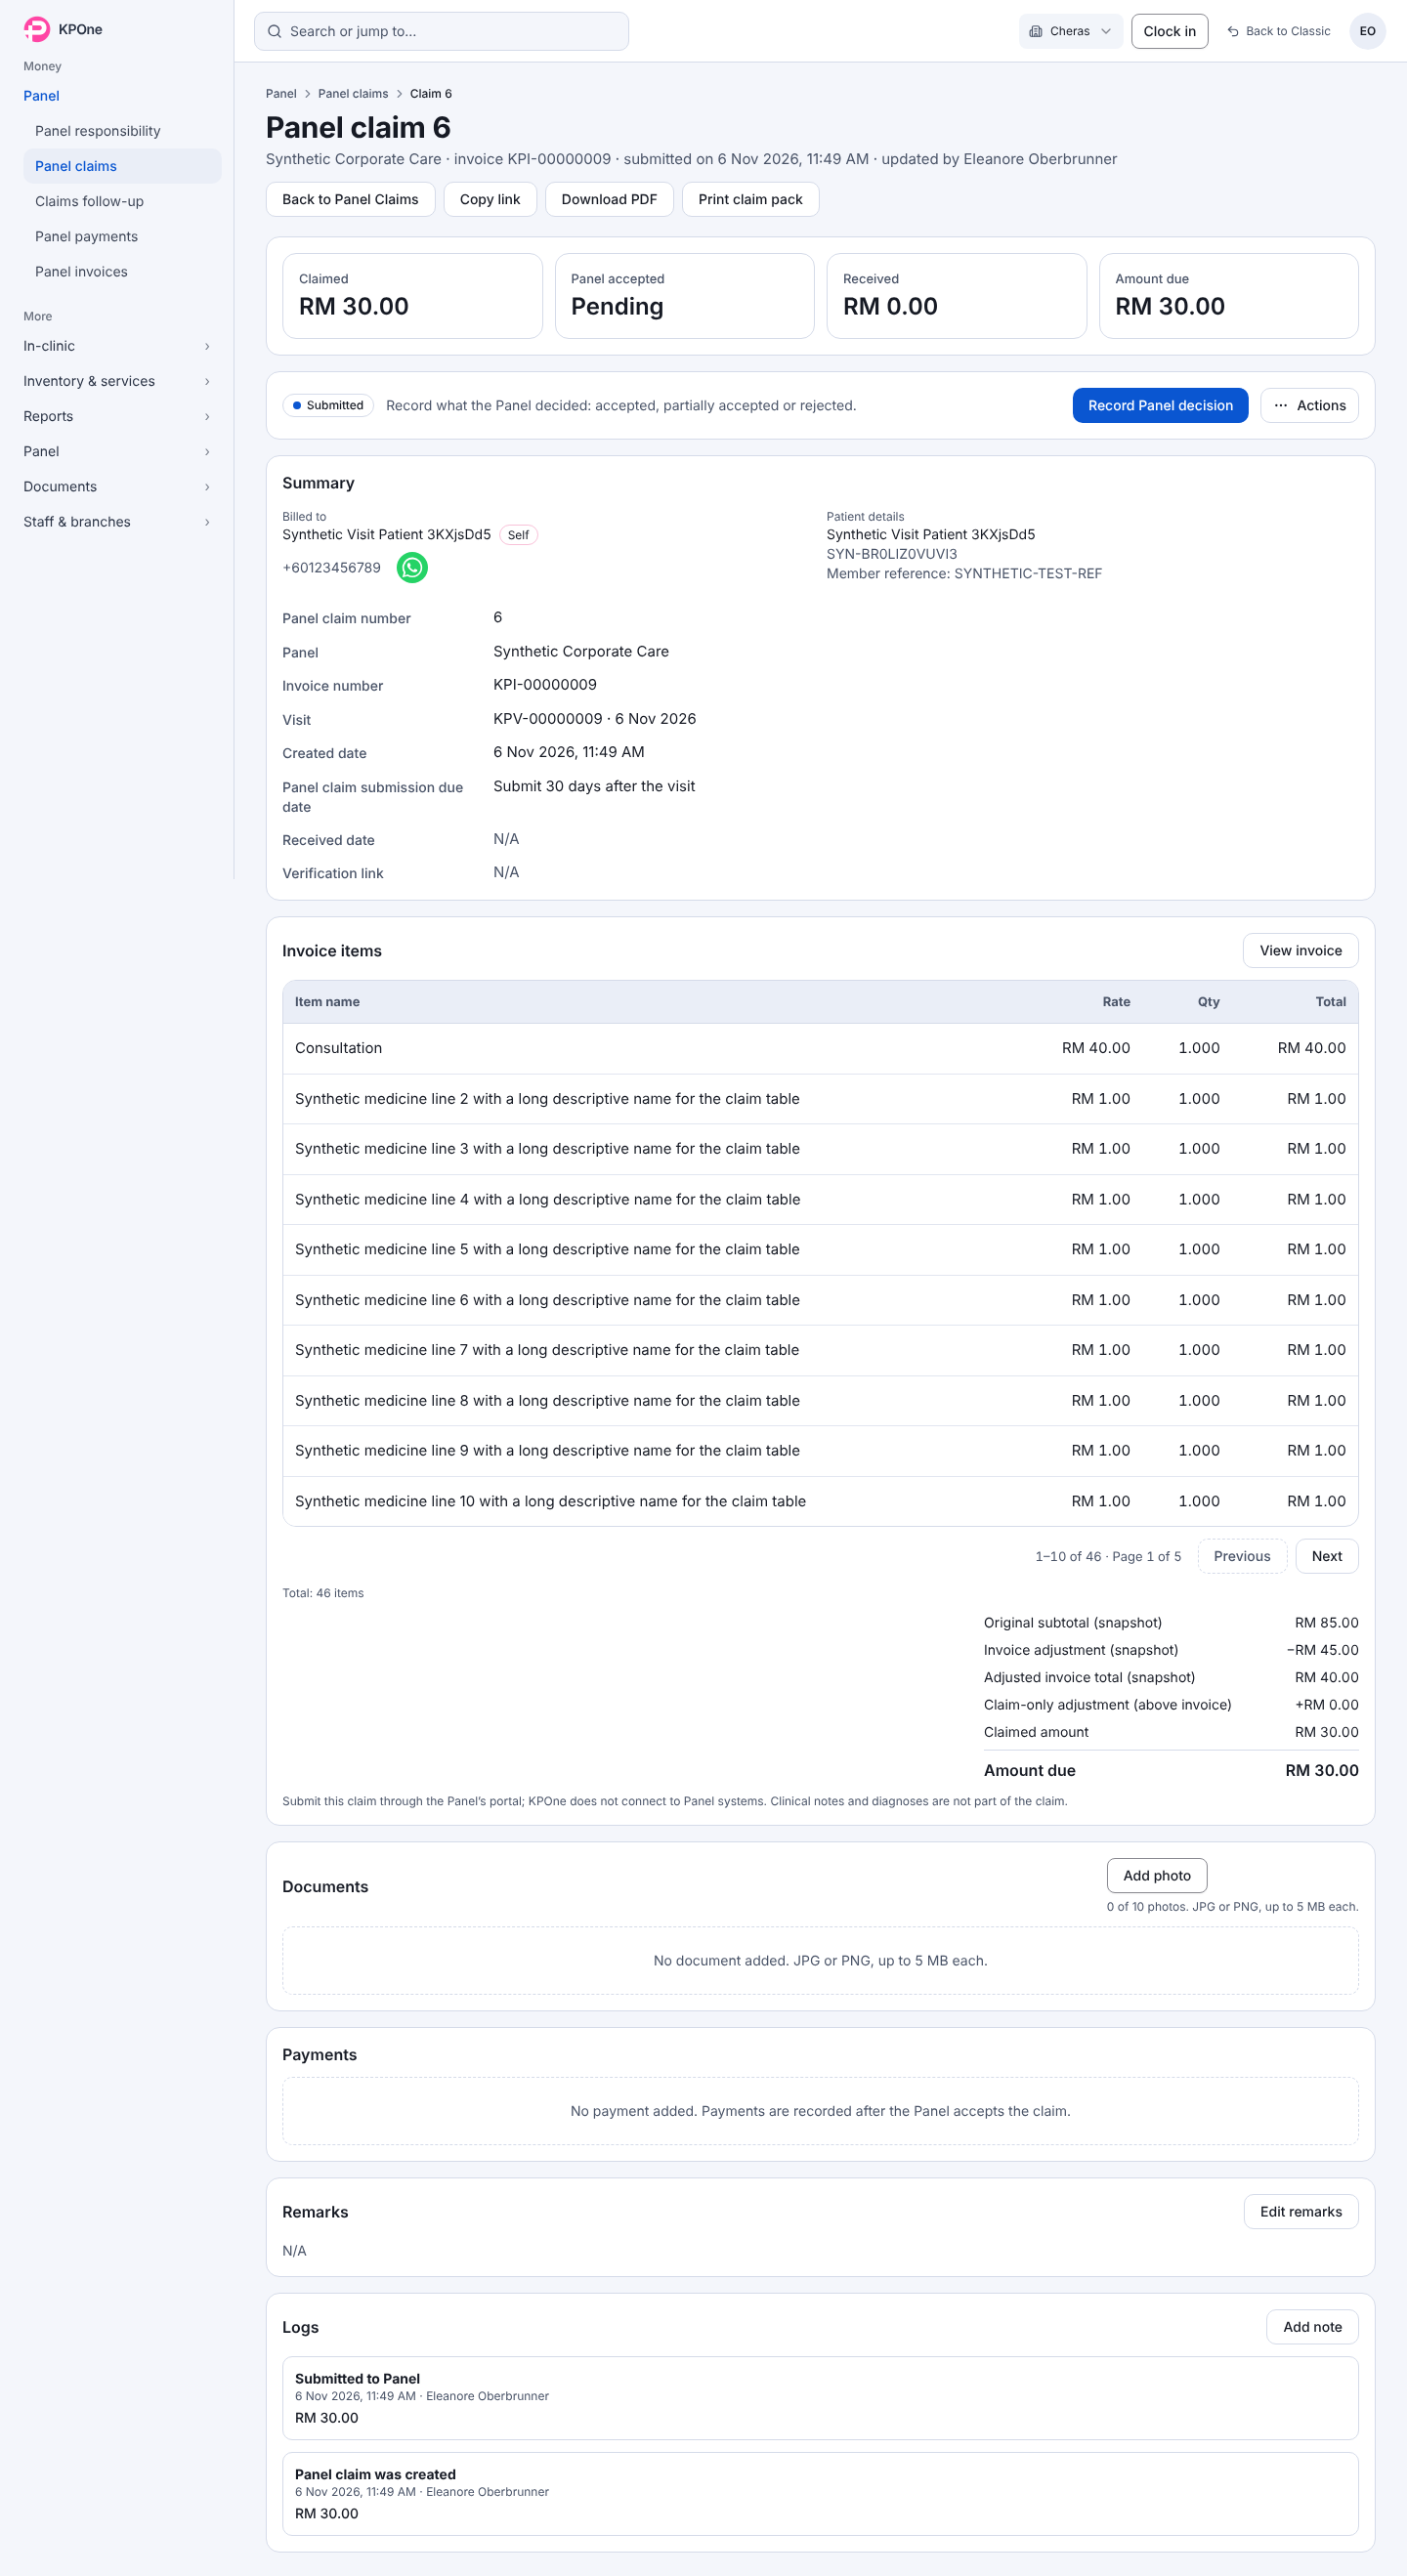 KPOne
Money
Panel
Panel responsibility
Panel claims
Claims follow-up
Panel payments
Panel invoices
More
In-clinic
Inventory & services
Reports
Panel
Documents
Staff & branches
Search or jump to...
Cheras
Clock in
Back to Classic
EO
Panel > Panel claims > Claim 6
Panel claim 6
Synthetic Corporate Care · invoice KPI-00000009 · submitted on 6 Nov 2026, 11:49 AM · updated by Eleanore Oberbrunner
Back to Panel Claims
Copy link
Download PDF
Print claim pack
Claimed
RM 30.00
Panel accepted
Pending
Received
RM 0.00
Amount due
RM 30.00
Submitted
Record what the Panel decided: accepted, partially accepted or rejected.
Record Panel decision
Actions
Summary
Billed to
Synthetic Visit Patient 3KXjsDd5 Self
+60123456789
Patient details
Synthetic Visit Patient 3KXjsDd5
SYN-BR0LIZ0VUVI3
Member reference: SYNTHETIC-TEST-REF
Panel claim number 6
Panel Synthetic Corporate Care
Invoice number KPI-00000009
Visit KPV-00000009 · 6 Nov 2026
Created date 6 Nov 2026, 11:49 AM
Panel claim submission due date Submit 30 days after the visit
Received date N/A
Verification link N/A
Invoice items
View invoice
Item name Rate Qty Total
Consultation RM 40.00 1.000 RM 40.00
Synthetic medicine line 2 with a long descriptive name for the claim table RM 1.00 1.000 RM 1.00
Synthetic medicine line 3 with a long descriptive name for the claim table RM 1.00 1.000 RM 1.00
Synthetic medicine line 4 with a long descriptive name for the claim table RM 1.00 1.000 RM 1.00
Synthetic medicine line 5 with a long descriptive name for the claim table RM 1.00 1.000 RM 1.00
Synthetic medicine line 6 with a long descriptive name for the claim table RM 1.00 1.000 RM 1.00
Synthetic medicine line 7 with a long descriptive name for the claim table RM 1.00 1.000 RM 1.00
Synthetic medicine line 8 with a long descriptive name for the claim table RM 1.00 1.000 RM 1.00
Synthetic medicine line 9 with a long descriptive name for the claim table RM 1.00 1.000 RM 1.00
Synthetic medicine line 10 with a long descriptive name for the claim table RM 1.00 1.000 RM 1.00
1–10 of 46 · Page 1 of 5
Previous
Next
Total: 46 items
Original subtotal (snapshot) RM 85.00
Invoice adjustment (snapshot) −RM 45.00
Adjusted invoice total (snapshot) RM 40.00
Claim-only adjustment (above invoice) +RM 0.00
Claimed amount RM 30.00
Amount due RM 30.00
Submit this claim through the Panel’s portal; KPOne does not connect to Panel systems. Clinical notes and diagnoses are not part of the claim.
Documents
Add photo
0 of 10 photos. JPG or PNG, up to 5 MB each.
No document added. JPG or PNG, up to 5 MB each.
Payments
No payment added. Payments are recorded after the Panel accepts the claim.
Remarks
Edit remarks
N/A
Logs
Add note
Submitted to Panel
6 Nov 2026, 11:49 AM · Eleanore Oberbrunner
RM 30.00
Panel claim was created
6 Nov 2026, 11:49 AM · Eleanore Oberbrunner
RM 30.00